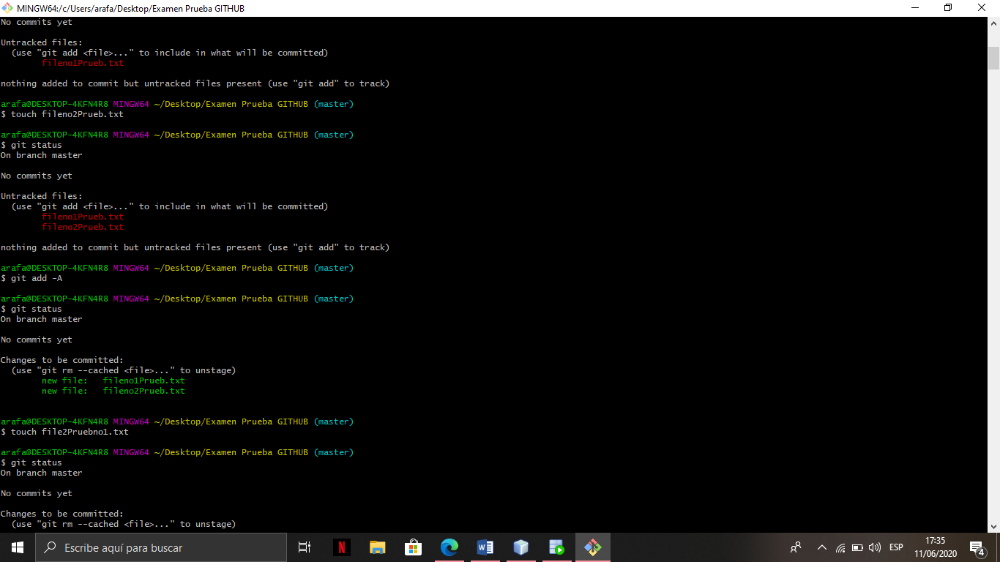 MINGW64:/c/Users/arafa/Desktop/Examen Prueba GITHUB
No commits yet
Untracked files:
(use "git add <file>..." to include in what will be committed)
fileno1Prueb.txt
nothing added to commit but untracked files present (use "git add" to track)
arafa@DESKTOP-4KFN4R8 MINGW64 ~/Desktop/Examen Prueba GITHUB (master)
$ touch fileno2Prueb.txt
arafa@DESKTOP-4KFN4R8 MINGW64 ~/Desktop/Examen Prueba GITHUB (master)
$ git status
On branch master
No commits yet
Untracked files:
(use "git add <file>..." to include in what will be committed)
fileno1Prueb.txt
fileno2Prueb.txt
nothing added to commit but untracked files present (use "git add" to track)
arafa@DESKTOP-4KFN4R8 MINGW64 ~/Desktop/Examen Prueba GITHUB (master)
$ git add -A
arafa@DESKTOP-4KFN4R8 MINGW64 ~/Desktop/Examen Prueba GITHUB (master)
$ git status
On branch master
No commits yet
Changes to be committed:
(use "git rm --cached <file>..." to unstage)
new file:   fileno1Prueb.txt
new file:   fileno2Prueb.txt
arafa@DESKTOP-4KFN4R8 MINGW64 ~/Desktop/Examen Prueba GITHUB (master)
$ touch file2Pruebno1.txt
arafa@DESKTOP-4KFN4R8 MINGW64 ~/Desktop/Examen Prueba GITHUB (master)
$ git status
On branch master
No commits yet
Changes to be committed:
(use "git rm --cached <file>..." to unstage)
Escribe aquí para buscar
N
W
ESP
17:35
11/06/2020
4